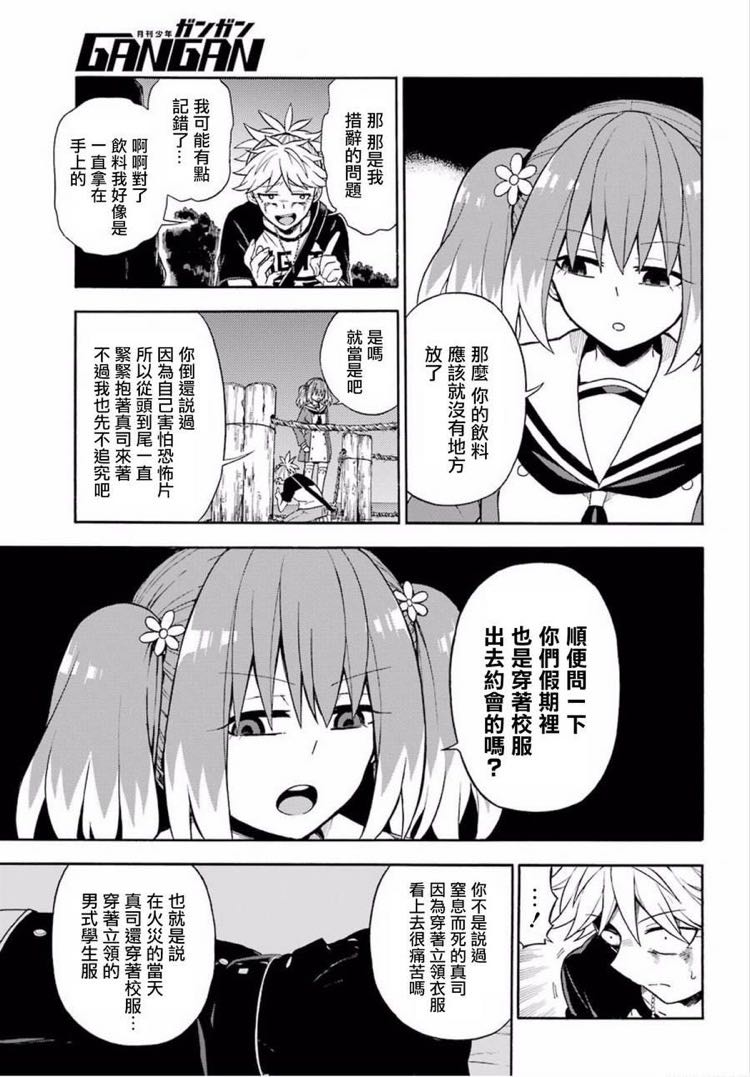 月刊少年
ガンガン
GANGAN
那麼 你的飲料
應該就沒有地方
放了
那 那是我
措辭的問題
我可能有點
記錯了…
啊啊對了
飲料我好像是
一直拿在
手上的
是嗎
就當是吧
你倒還說過
因為自己害怕恐怖片
所以從頭到尾一直
緊緊抱著真司來著
不過我也先不追究吧
順便問一下
你們假期裡
也是穿著校服
出去約會的嗎?
…!
你不是說過
窒息而死的真司
因為穿著立領衣服
看上去很痛苦嗎
也就是說
在火災的當天
真司還穿著校服…
穿著立領的
男式學生服